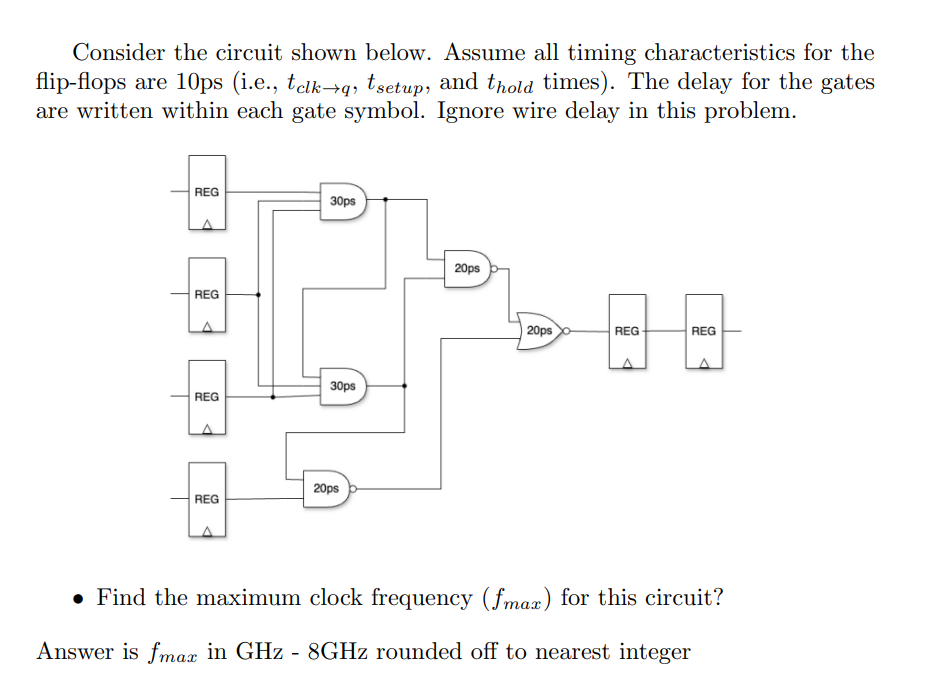 Consider the circuit shown below. Assume all timing characteristics for the
flip-flops are 10ps (i.e., t_{clk→q}, t_{setup}, and t_{hold} times). The delay for the gates
are written within each gate symbol. Ignore wire delay in this problem.
REG
30ps
20ps
REG
20ps
REG
REG
30ps
REG
20ps
REG
• Find the maximum clock frequency (f_{max}) for this circuit?
Answer is f_{max} in GHz - 8GHz rounded off to nearest integer